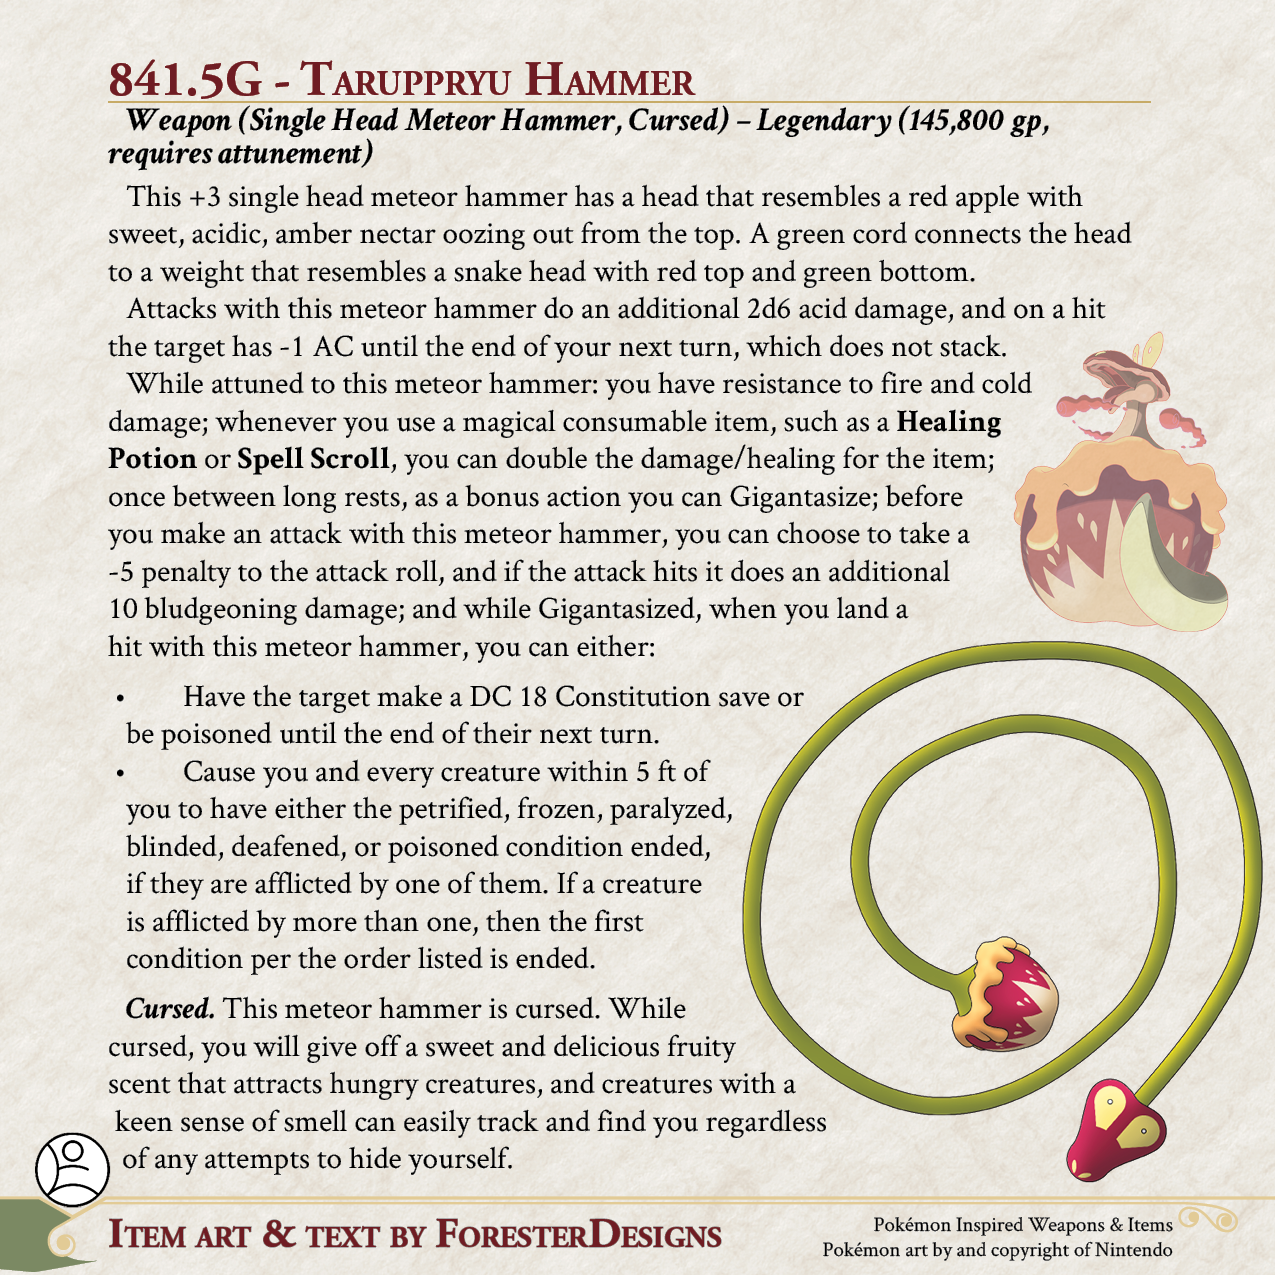 841.5G - Taruppryu Hammer
Weapon (Single Head Meteor Hammer, Cursed) – Legendary (145,800 gp,
requires attunement)
This +3 single head meteor hammer has a head that resembles a red apple with
sweet, acidic, amber nectar oozing out from the top. A green cord connects the head
to a weight that resembles a snake head with red top and green bottom.
Attacks with this meteor hammer do an additional 2d6 acid damage, and on a hit
the target has -1 AC until the end of your next turn, which does not stack.
While attuned to this meteor hammer: you have resistance to fire and cold
damage; whenever you use a magical consumable item, such as a Healing
Potion or Spell Scroll, you can double the damage/healing for the item;
once between long rests, as a bonus action you can Gigantasize; before
you make an attack with this meteor hammer, you can choose to take a
-5 penalty to the attack roll, and if the attack hits it does an additional
10 bludgeoning damage; and while Gigantasized, when you land a
hit with this meteor hammer, you can either:
• Have the target make a DC 18 Constitution save or
be poisoned until the end of their next turn.
• Cause you and every creature within 5 ft of
you to have either the petrified, frozen, paralyzed,
blinded, deafened, or poisoned condition ended,
if they are afflicted by one of them. If a creature
is afflicted by more than one, then the first
condition per the order listed is ended.
Cursed. This meteor hammer is cursed. While
cursed, you will give off a sweet and delicious fruity
scent that attracts hungry creatures, and creatures with a
keen sense of smell can easily track and find you regardless
of any attempts to hide yourself.
Item art & text by ForesterDesigns
Pokémon Inspired Weapons & Items
Pokémon art by and copyright of Nintendo